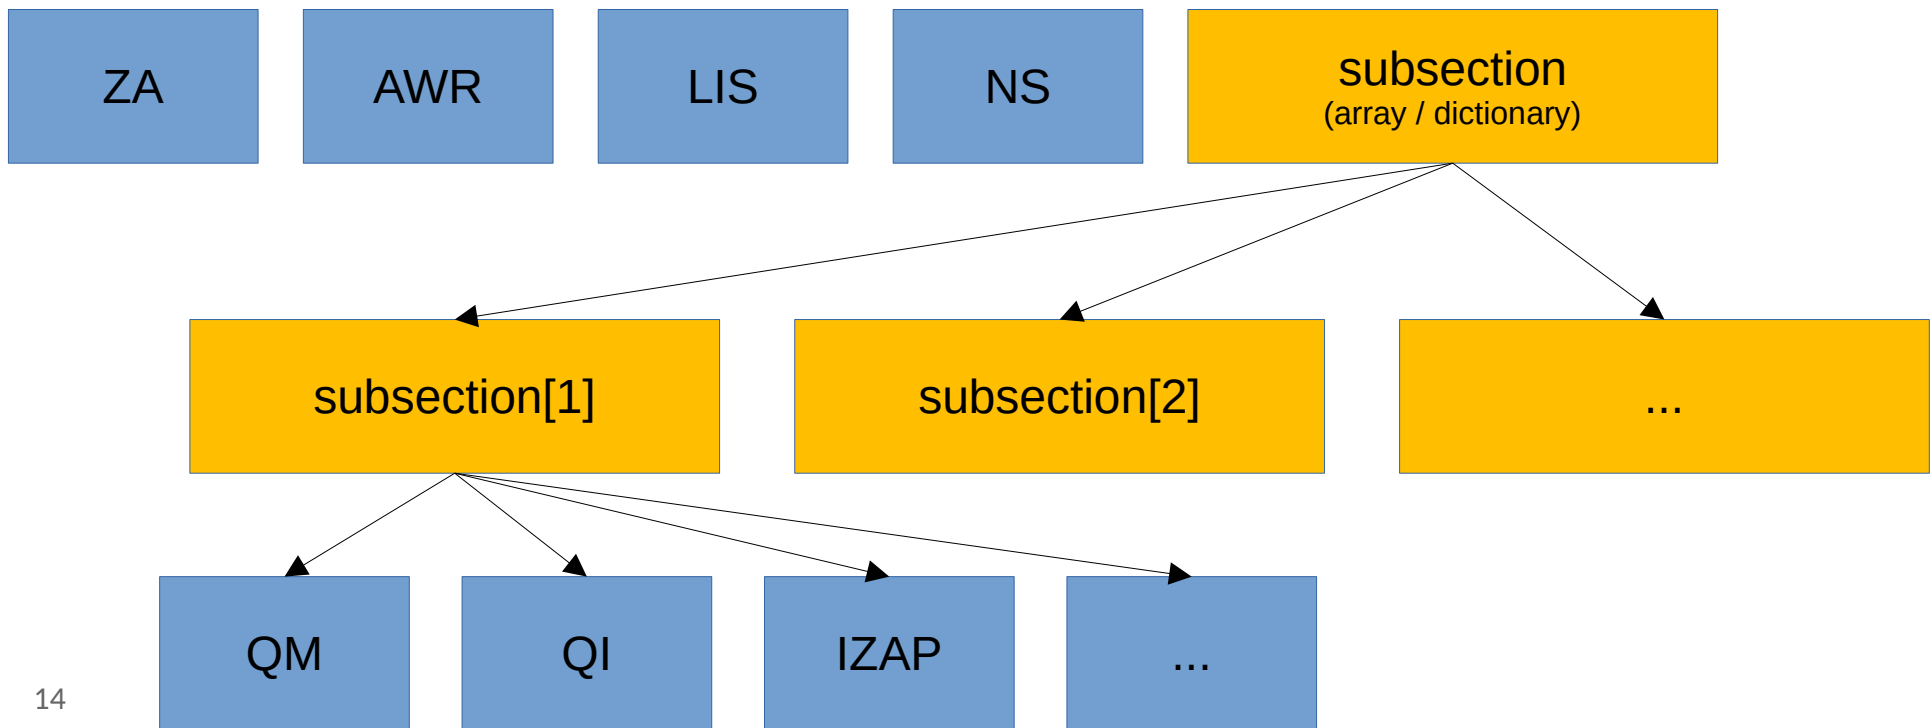 ZA
AWR
LIS
NS
subsection
(array / dictionary)
subsection[1]
subsection[2]
...
QM
QI
IZAP
...
14